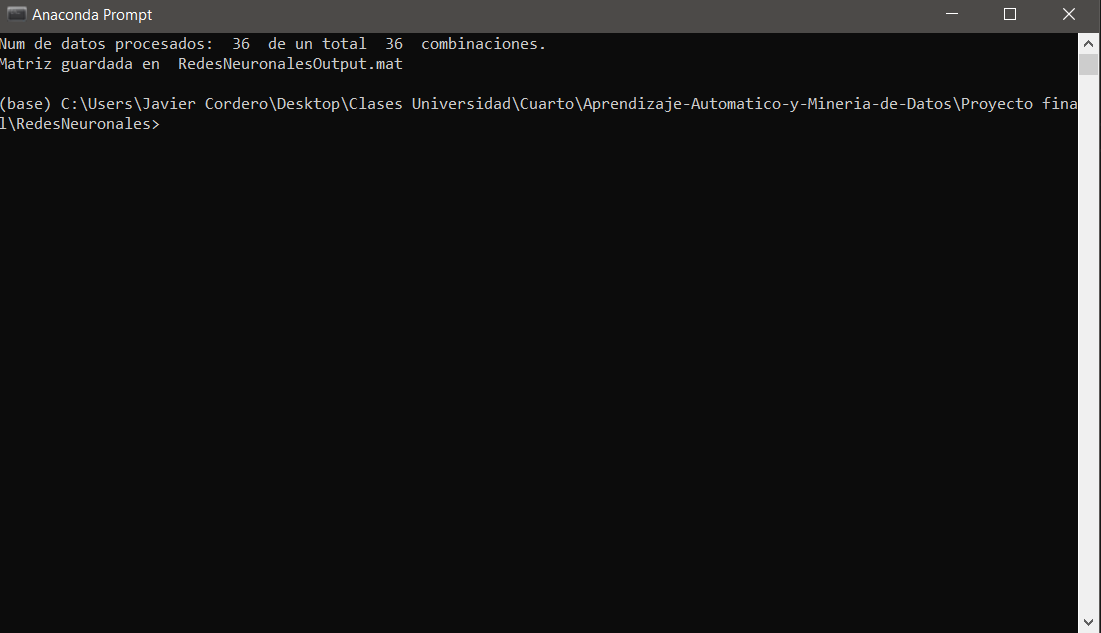 Anaconda Prompt
Num de datos procesados:  36  de un total  36  combinaciones.
Matriz guardada en  RedesNeuronalesOutput.mat
(base) C:\Users\Javier Cordero\Desktop\Clases Universidad\Cuarto\Aprendizaje-Automatico-y-Mineria-de-Datos\Proyecto fina
l\RedesNeuronales>